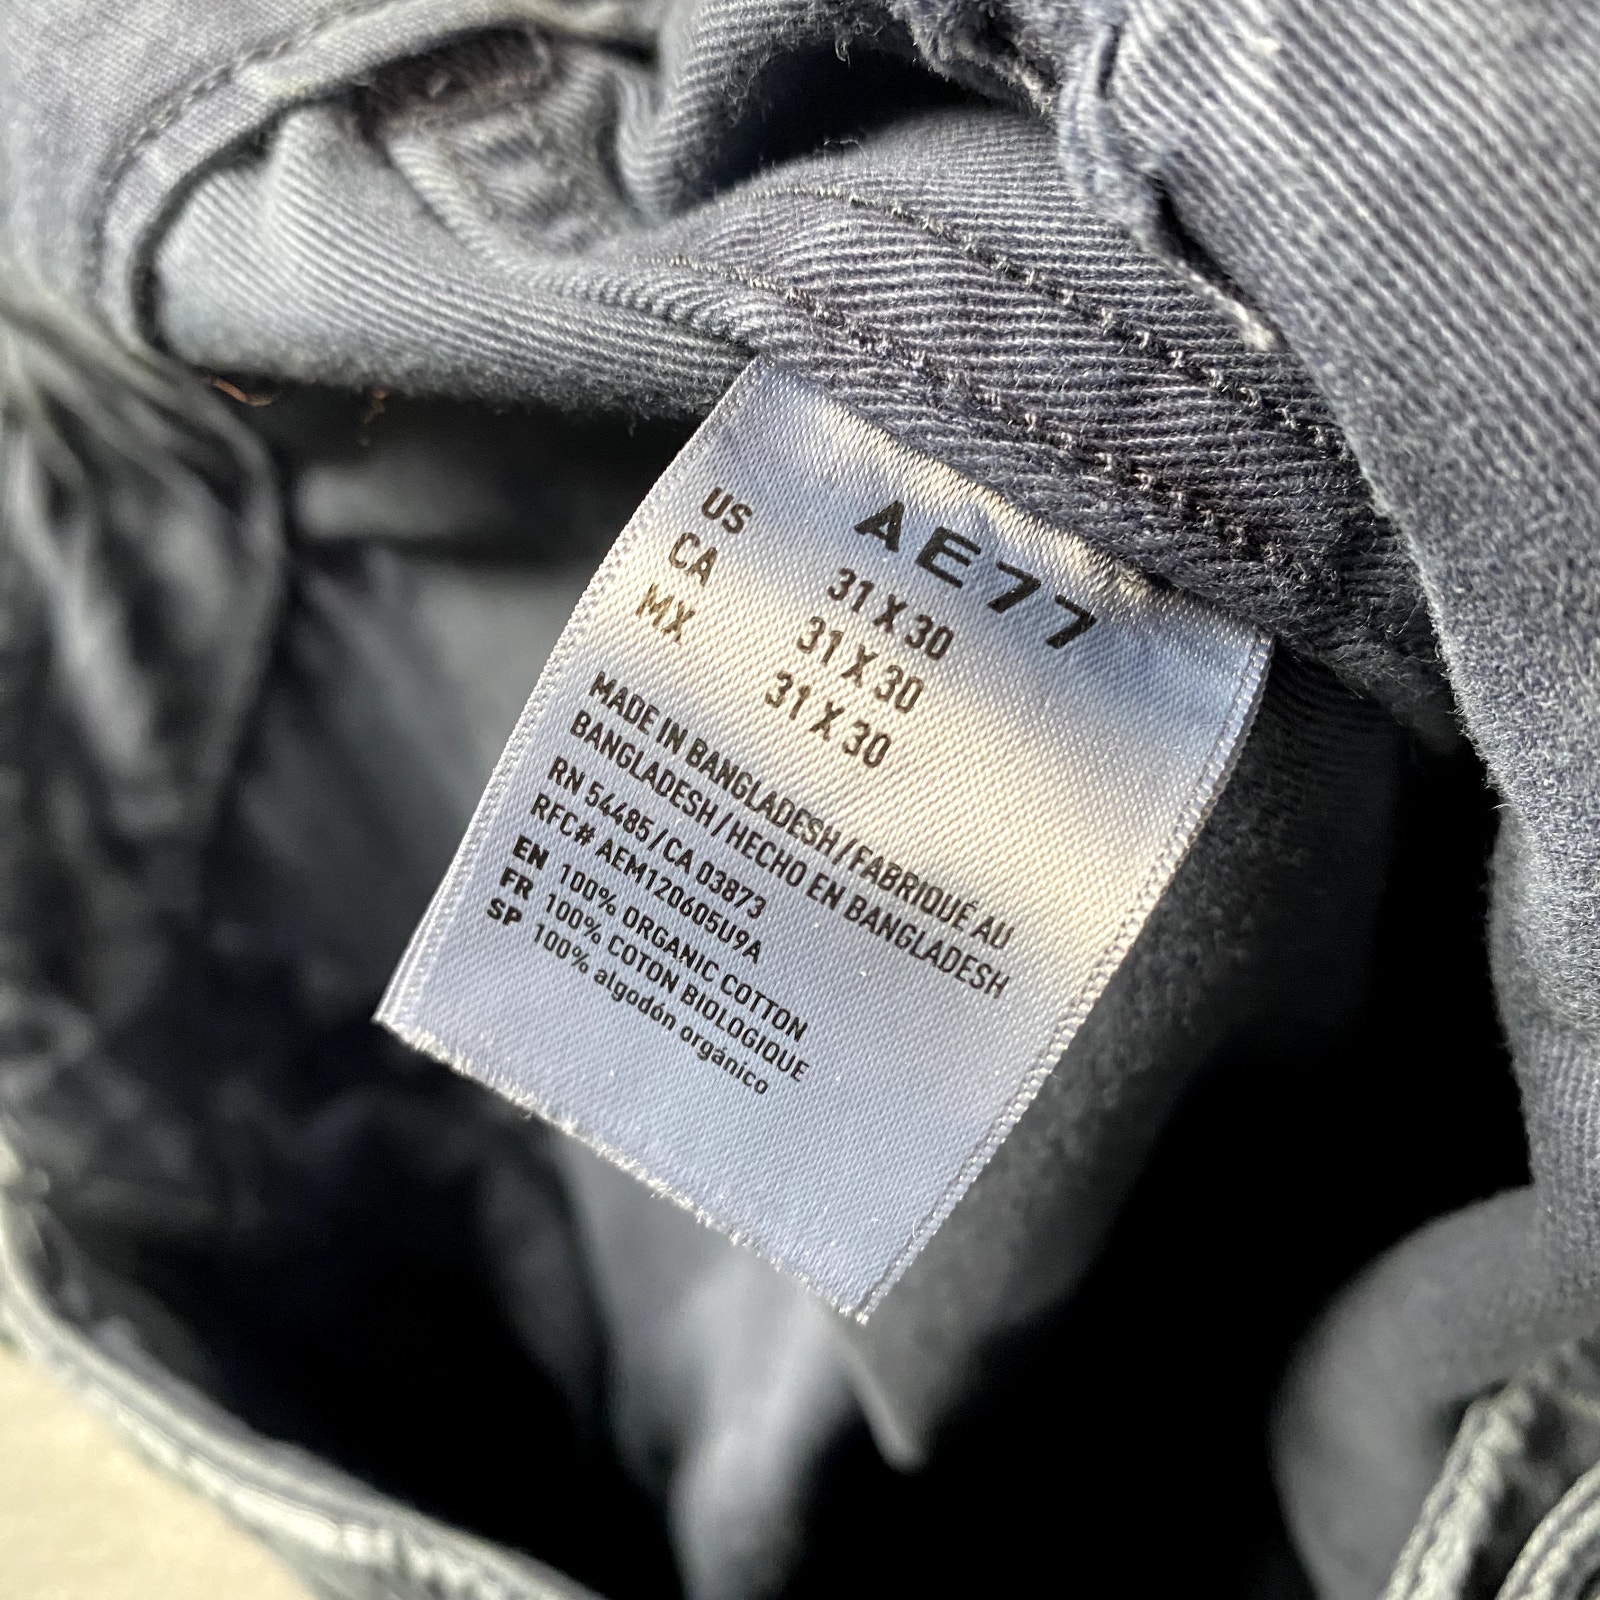 AE77
US 31 X 30
CA 31 X 30
MX 31 X 30
MADE IN BANGLADESH / FABRIQUÉ AU
BANGLADESH / HECHO EN BANGLADESH
RN 54485 / CA 03873
RFC# AEM120605U9A
EN 100% ORGANIC COTTON
FR 100% COTON BIOLOGIQUE
SP 100% algodón orgánico